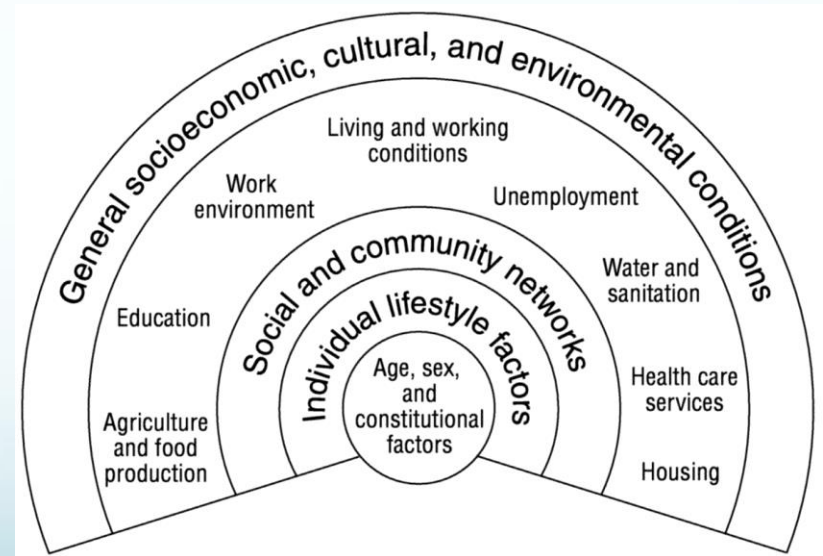 General socioeconomic, cultural, and environmental conditions
Living and working
conditions
Work
environment
Unemployment
Education
Water and
sanitation
Agriculture
and food
production
Health care
services
Housing
Social and community networks
Individual lifestyle factors
Age, sex,
and
constitutional
factors